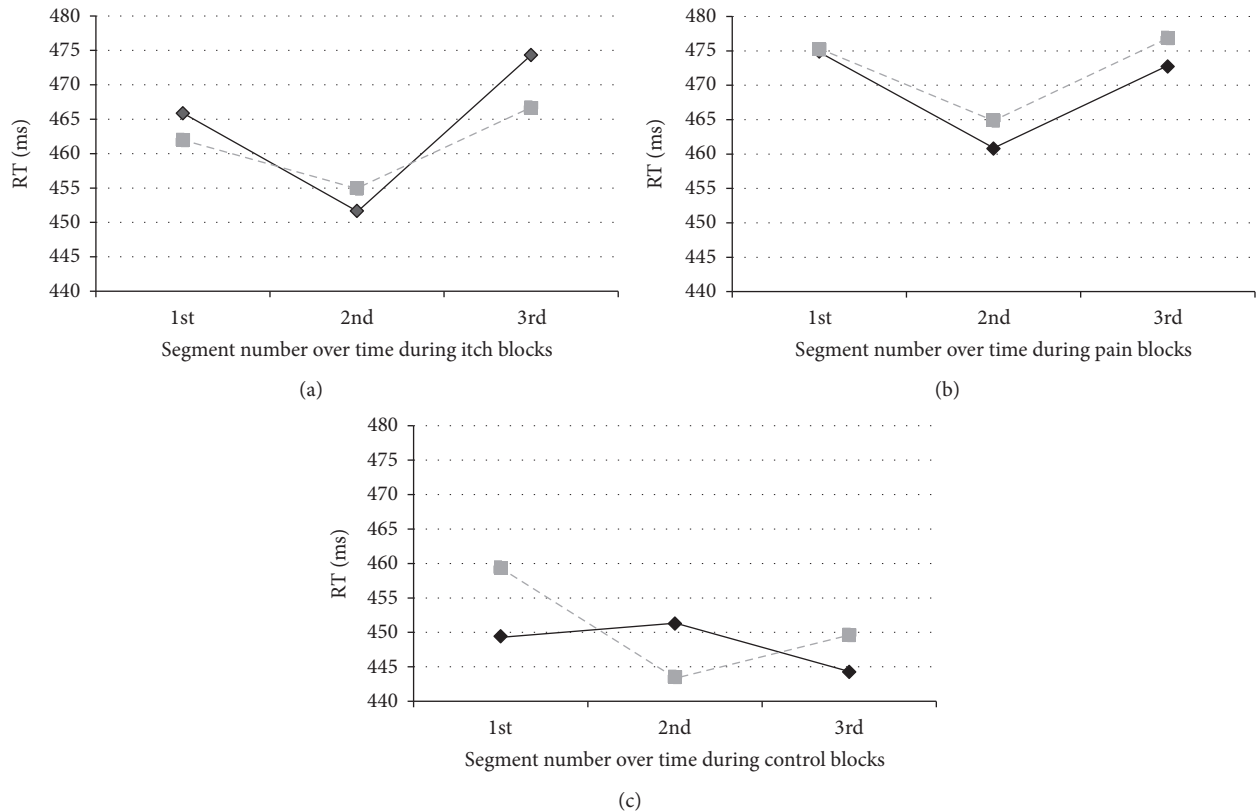 480
475
470
465
460
455
450
445
440
RT (ms)
1st 2nd 3rd
Segment number over time during itch blocks
(a)
480
475
470
465
460
455
450
445
440
RT (ms)
1st 2nd 3rd
Segment number over time during pain blocks
(b)
480
475
470
465
460
455
450
445
440
RT (ms)
1st 2nd 3rd
Segment number over time during control blocks
(c)